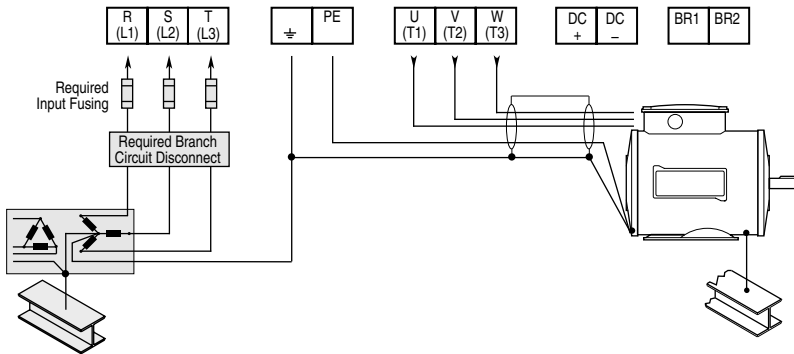 R S T PE U V W DC DC BR1 BR2
(L1) (L2) (L3) ⏚ (T1) (T2) (T3) + –
Required
Input Fusing
Required Branch
Circuit Disconnect